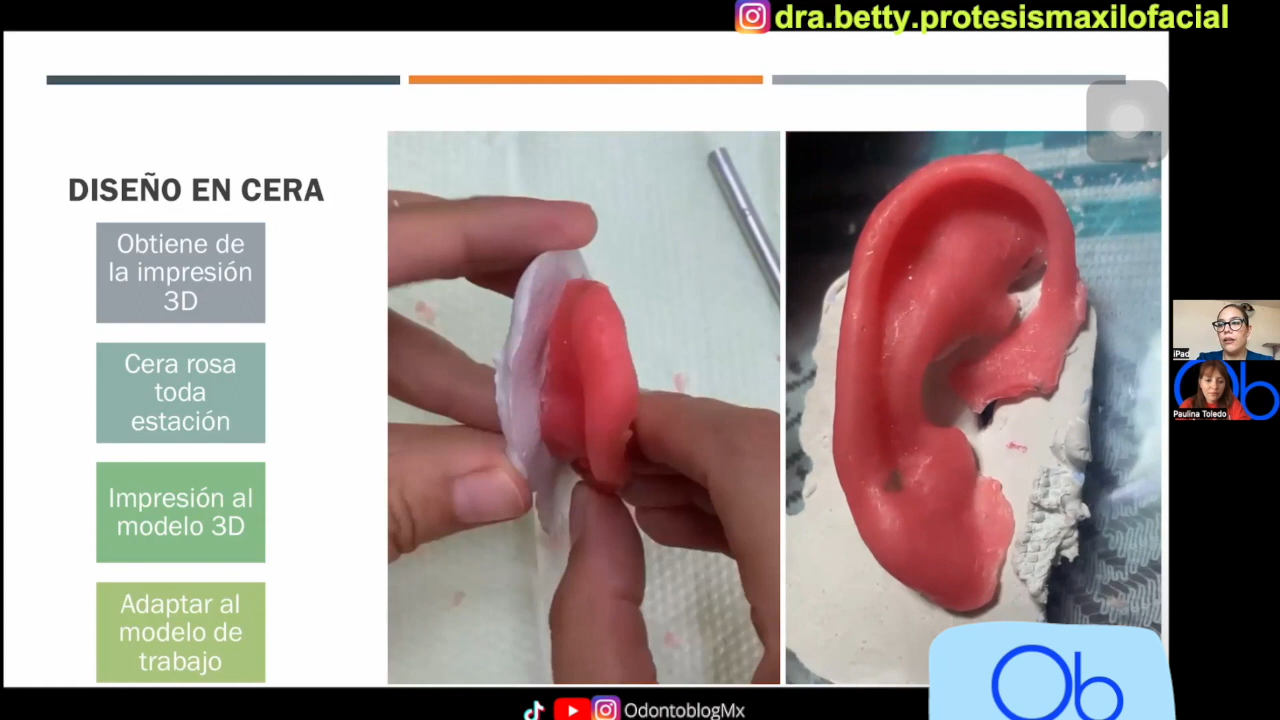 dra.betty.protesismaxilofacial
DISEÑO EN CERA
Obtiene de
la impresión
3D
Cera rosa
toda
estación
Impresión al
modelo 3D
Adaptar al
modelo de
trabajo
iPad
Ob
Paulina Toledo
Ob
OdontoblogMx